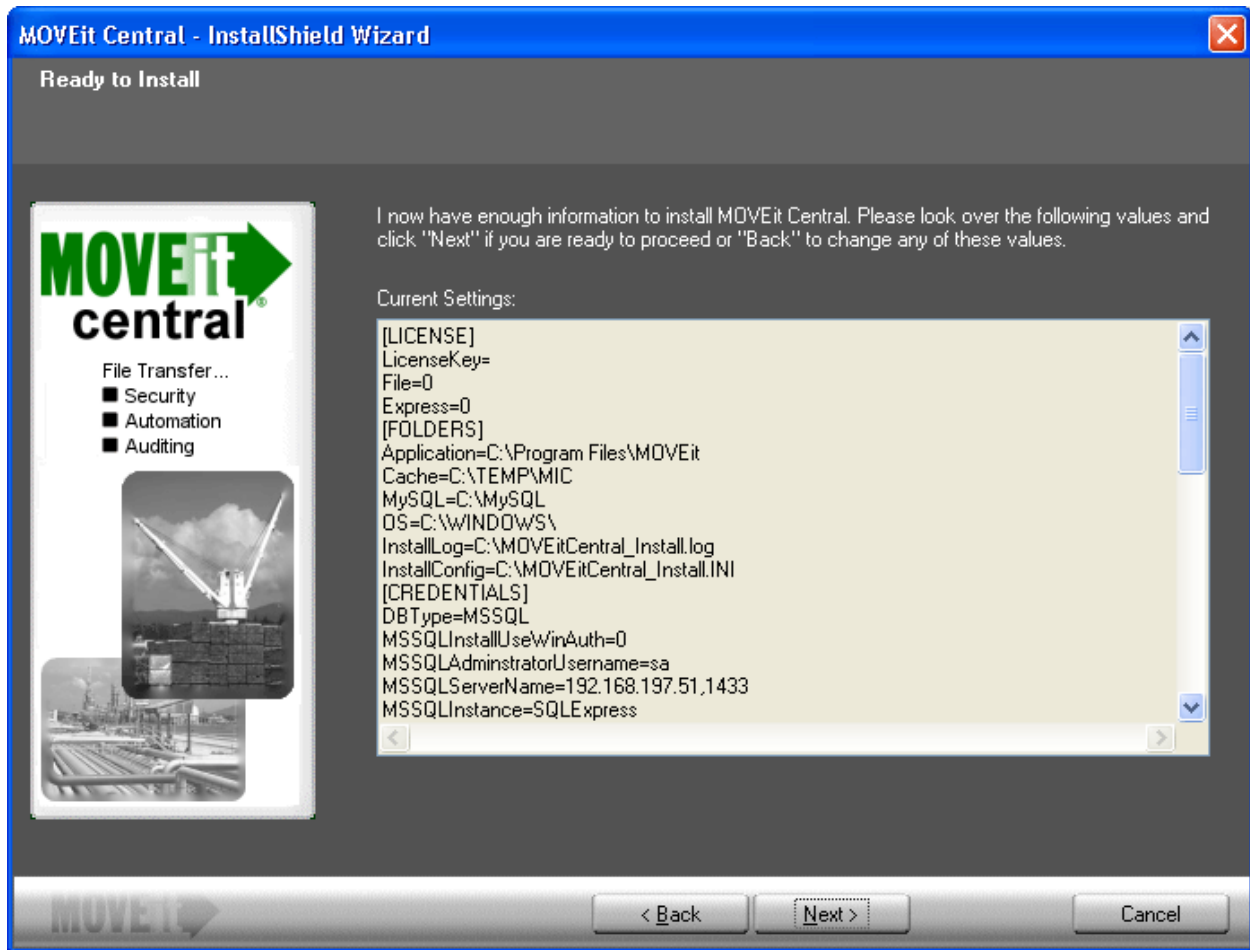 MOVEit Central - InstallShield Wizard
Ready to Install
MOVEit
central®
File Transfer...
Security
Automation
Auditing
I now have enough information to install MOVEit Central. Please look over the following values and
click "Next" if you are ready to proceed or "Back" to change any of these values.
Current Settings:
[LICENSE]
LicenseKey=
File=0
Express=0
[FOLDERS]
Application=C:\Program Files\MOVEit
Cache=C:\TEMP\MIC
MySQL=C:\MySQL
OS=C:\WINDOWS\
InstallLog=C:\MOVEitCentral_Install.log
InstallConfig=C:\MOVEitCentral_Install.INI
[CREDENTIALS]
DBType=MSSQL
MSSQLInstallUseWinAuth=0
MSSQLAdminstratorUsername=sa
MSSQLServerName=192.168.197.51,1433
MSSQLInstance=SQLExpress
MOVEit
< Back
Next >
Cancel